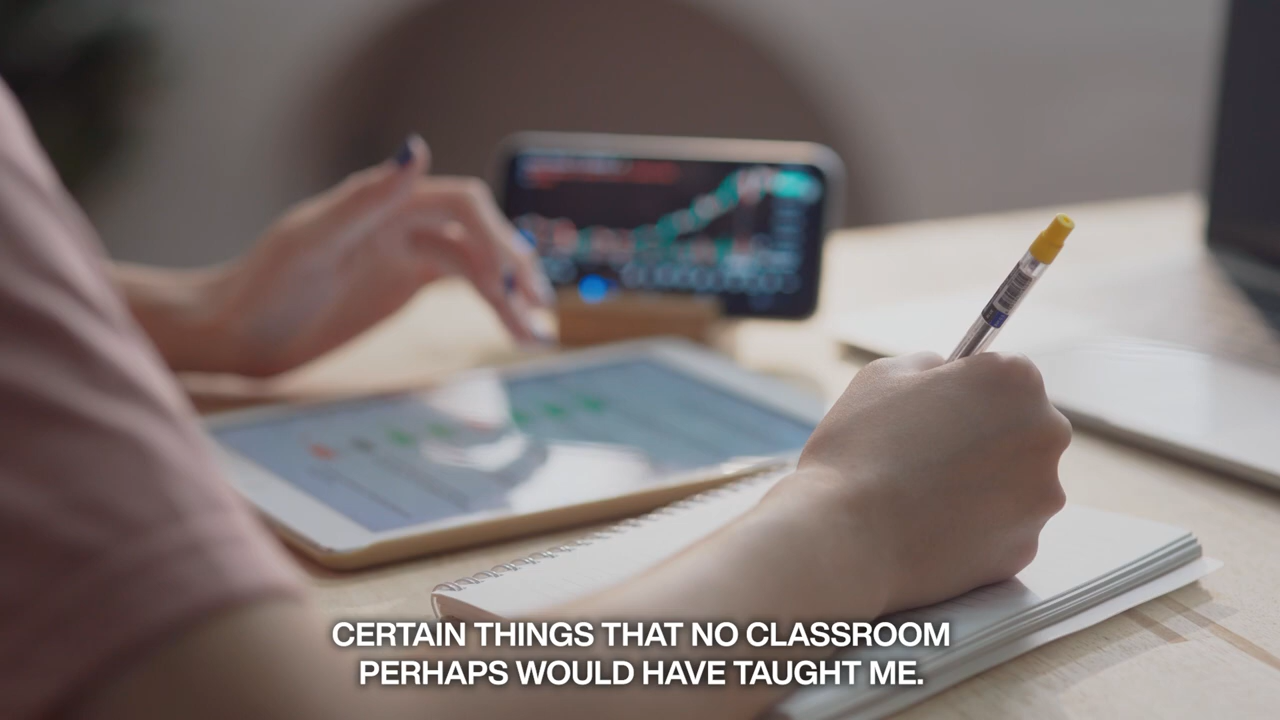 CERTAIN THINGS THAT NO CLASSROOM
PERHAPS WOULD HAVE TAUGHT ME.